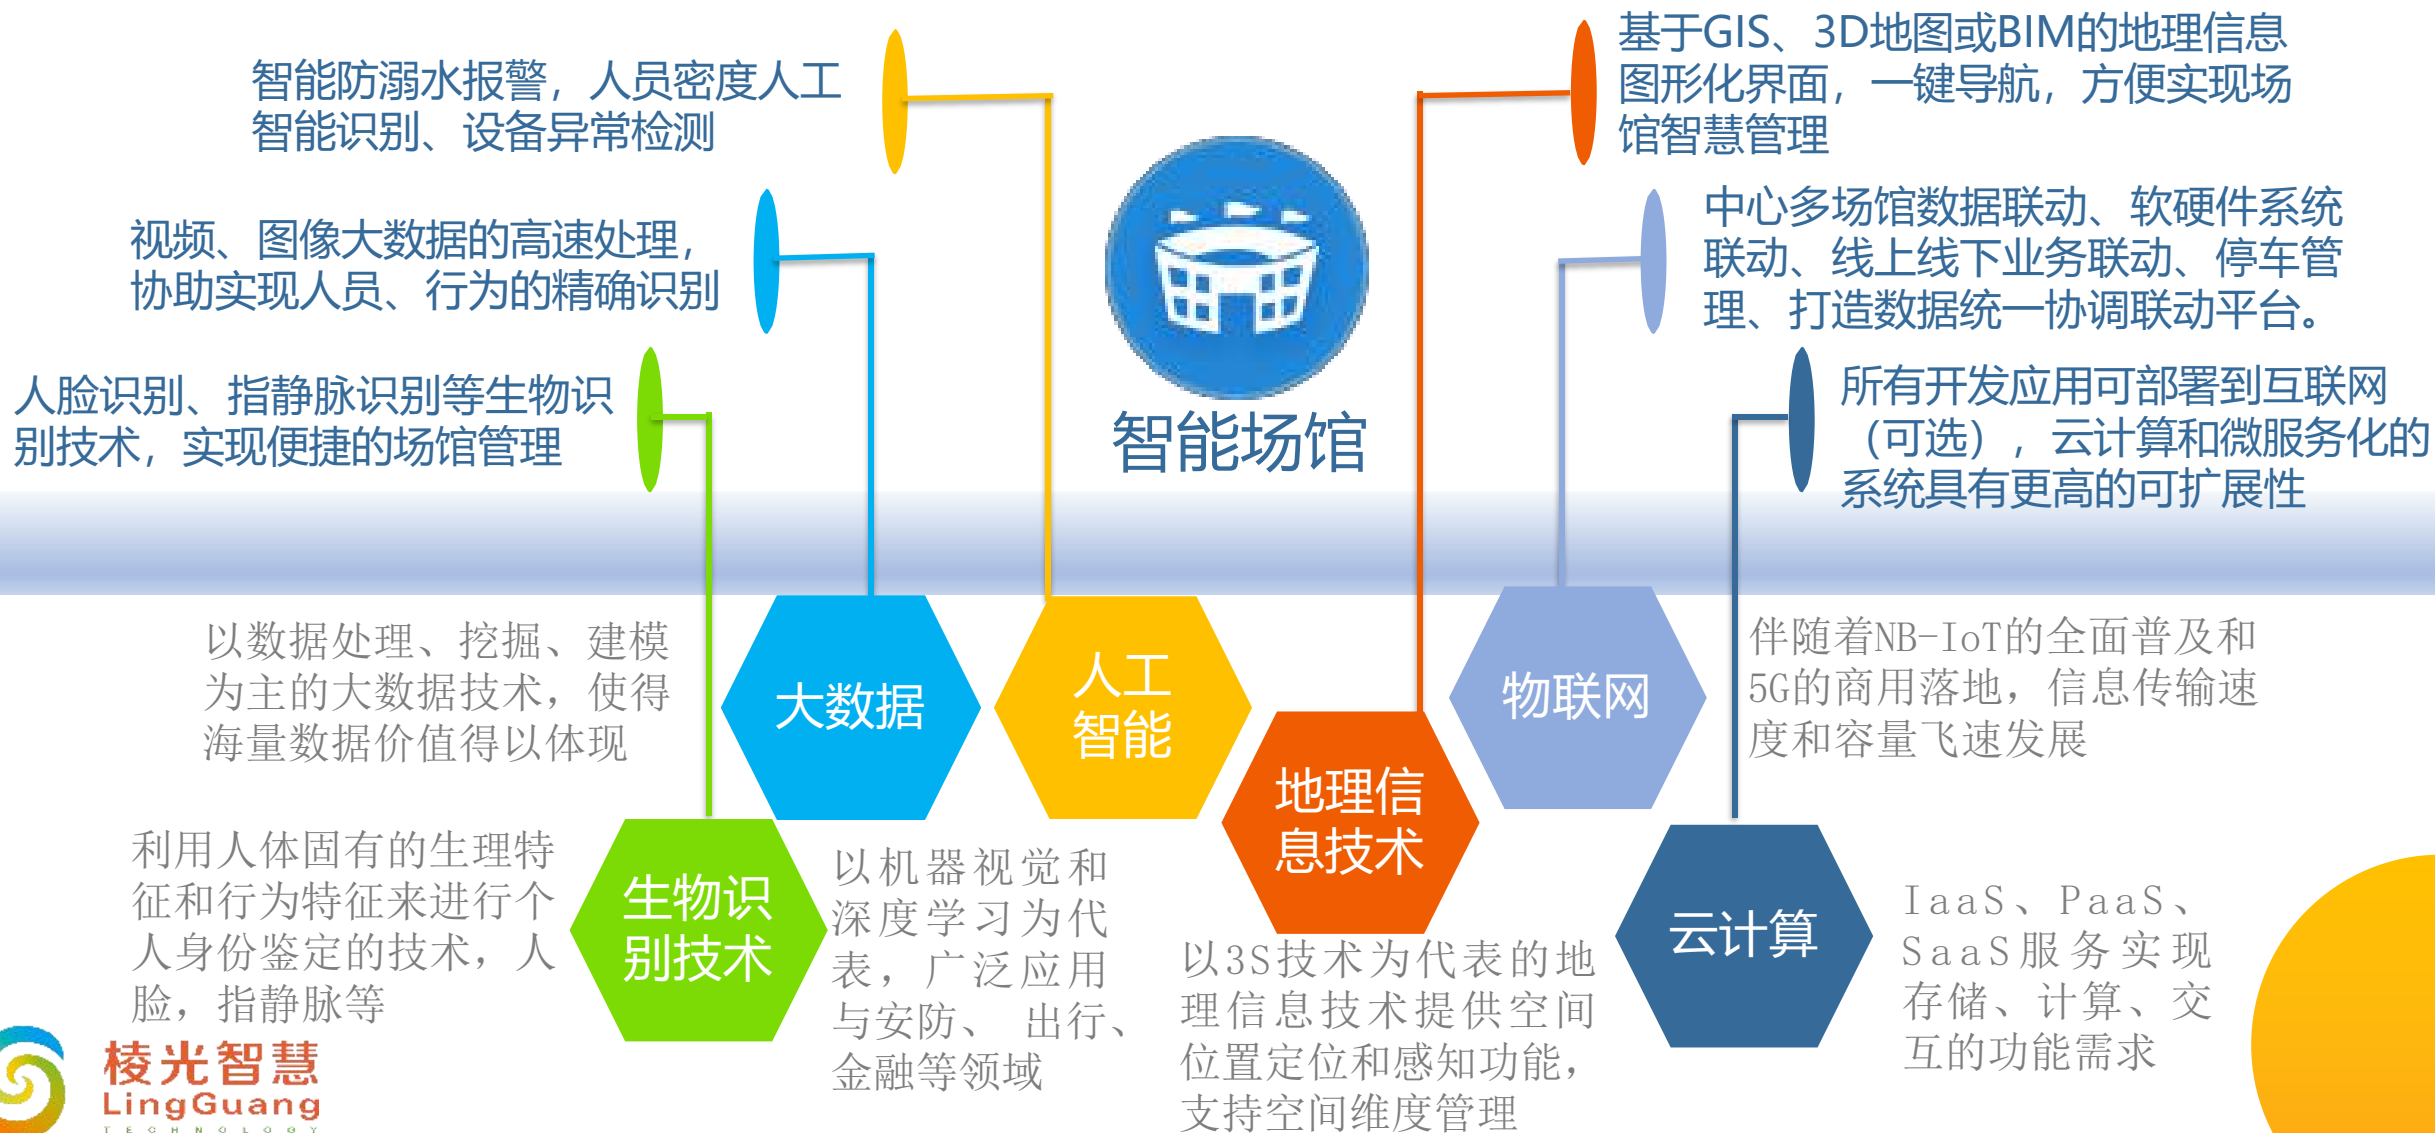 智能防溺水报警，人员密度人工
智能识别、设备异常检测
视频、图像大数据的高速处理，
协助实现人员、行为的精确识别
人脸识别、指静脉识别等生物识
别技术，实现便捷的场馆管理
智能场馆
基于GIS、3D地图或BIM的地理信息
图形化界面，一键导航，方便实现场
馆智慧管理
中心多场馆数据联动、软硬件系统
联动、线上线下业务联动、停车管
理、打造数据统一协调联动平台。
所有开发应用可部署到互联网
（可选），云计算和微服务化的
系统具有更高的可扩展性
以数据处理、挖掘、建模
为主的大数据技术，使得
海量数据价值得以体现
大数据
人工
智能
地理信
息技术
物联网
伴随着NB-IoT的全面普及和
5G的商用落地，信息传输速
度和容量飞速发展
利用人体固有的生理特
征和行为特征来进行个
人身份鉴定的技术，人
脸，指静脉等
生物识
别技术
以机器视觉和
深度学习为代
表，广泛应用
与安防、 出行、
金融等领域
以3S技术为代表的地
理信息技术提供空间
位置定位和感知功能，
支持空间维度管理
云计算
IaaS、PaaS、
SaaS服务实现
存储、计算、交
互的功能需求
棱光智慧
LingGuang
TECHNOLOGY